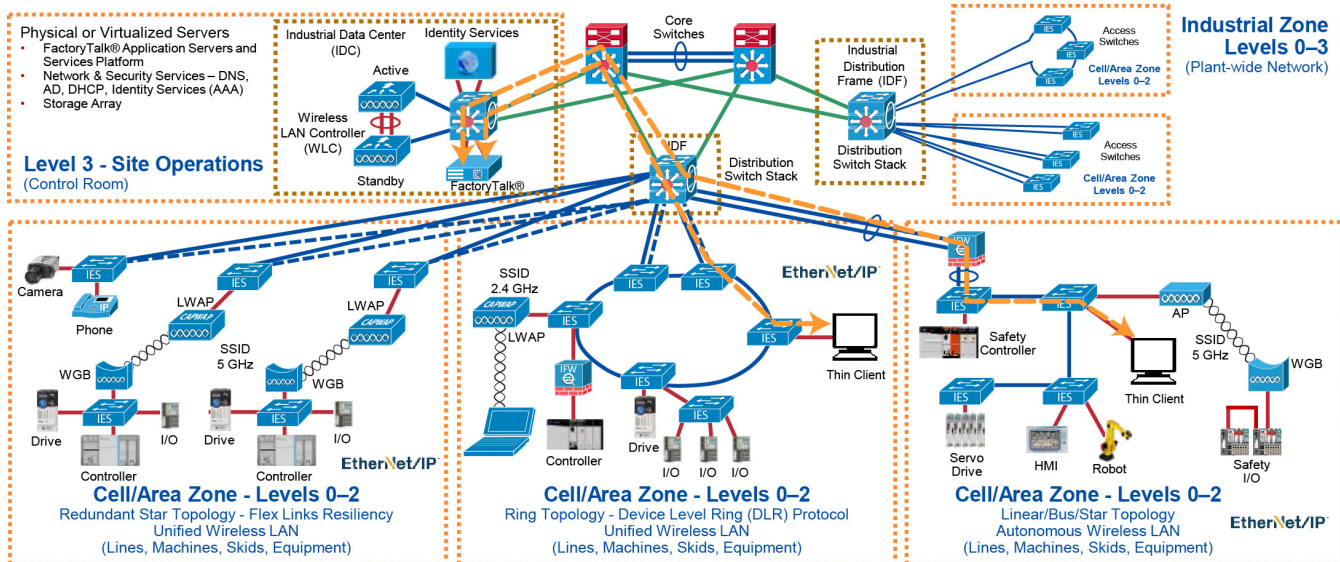 Physical or Virtualized Servers
• FactoryTalk® Application Servers and
Services Platform
• Network & Security Services – DNS,
AD, DHCP, Identity Services (AAA)
• Storage Array
Level 3 - Site Operations
(Control Room)
Industrial Data Center
(IDC)
Identity Services
Active
Wireless
LAN Controller
(WLC)
Standby
FactoryTalk®
Core
Switches
Industrial
Distribution
Frame (IDF)
Distribution
Switch Stack
IDF
Distribution
Switch Stack
IES
IES
IES
Access
Switches
Cell/Area Zone
Levels 0–2
IES
IES
IES
Access
Switches
Cell/Area Zone
Levels 0–2
Industrial Zone
Levels 0–3
(Plant-wide Network)
IES
Camera
IP
Phone
IES
LWAP
CAPWAP
IES
LWAP
CAPWAP
SSID
5 GHz
WGB
WGB
IES
IES
Drive
I/O
Drive
I/O
Controller
Controller
EtherNet/IP™
Cell/Area Zone - Levels 0–2
Redundant Star Topology - Flex Links Resiliency
Unified Wireless LAN
(Lines, Machines, Skids, Equipment)
SSID
2.4 GHz
CAPWAP
LWAP
IES
IES
IES
IES
IFW
IES
IES
EtherNet/IP™
Thin Client
Controller
Drive
I/O
I/O
I/O
Cell/Area Zone - Levels 0–2
Ring Topology - Device Level Ring (DLR) Protocol
Unified Wireless LAN
(Lines, Machines, Skids, Equipment)
IFW
IES
IES
AP
Safety
Controller
SSID
5 GHz
WGB
Thin Client
IES
IES
Servo
Drive
HMI
Robot
Safety
I/O
Cell/Area Zone - Levels 0–2
Linear/Bus/Star Topology
Autonomous Wireless LAN
(Lines, Machines, Skids, Equipment)
EtherNet/IP™